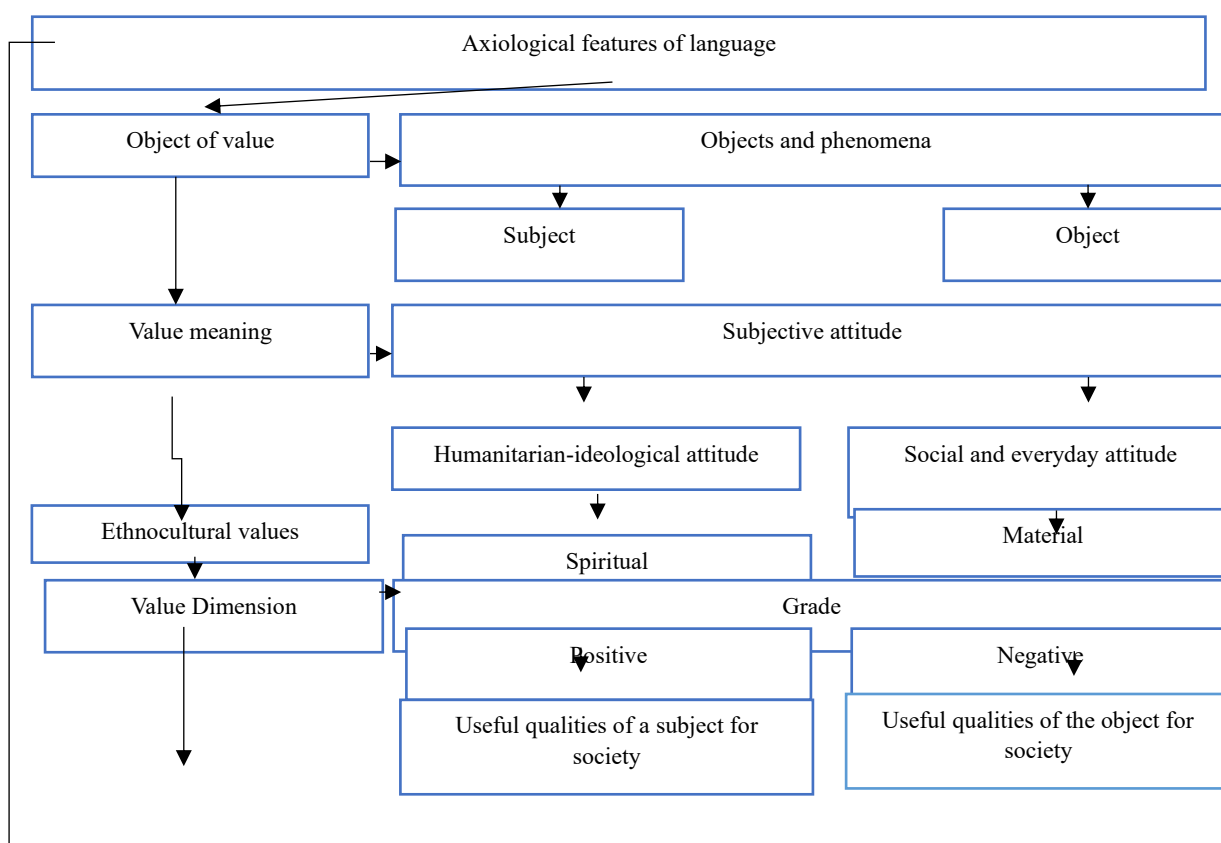 Axiological features of language
Object of value
Objects and phenomena
Subject
Object
Value meaning
Subjective attitude
Humanitarian-ideological attitude
Social and everyday attitude
Ethnocultural values
Material
Spiritual
Value Dimension
Grade
Positive
Negative
Useful qualities of a subject for
society
Useful qualities of the object for
society